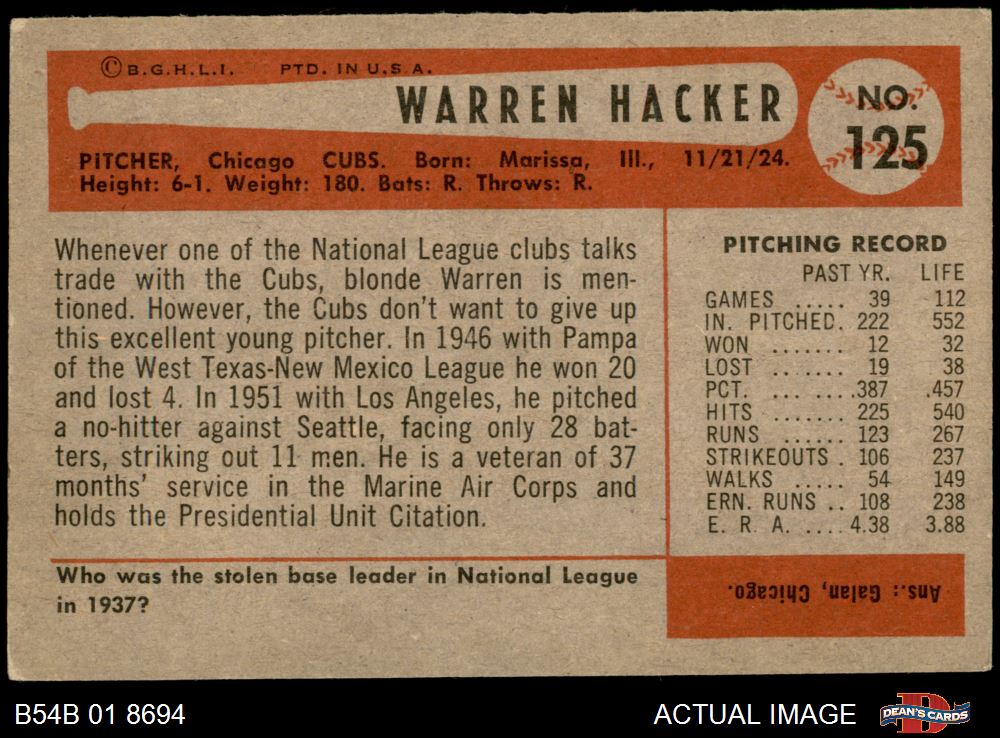 ©B.G.H.L.I. PTD. IN U.S.A.
WARREN HACKER
NO.
125
PITCHER, Chicago CUBS. Born: Marissa, Ill., 11/21/24.
Height: 6-1. Weight: 180. Bats: R. Throws: R.
Whenever one of the National League clubs talks
trade with the Cubs, blonde Warren is men-
tioned. However, the Cubs don't want to give up
this excellent young pitcher. In 1946 with Pampa
of the West Texas-New Mexico League he won 20
and lost 4. In 1951 with Los Angeles, he pitched
a no-hitter against Seattle, facing only 28 bat-
ters, striking out 11 men. He is a veteran of 37
months' service in the Marine Air Corps and
holds the Presidential Unit Citation.
PITCHING RECORD
PAST YR. LIFE
GAMES ..... 39 112
IN. PITCHED. 222 552
WON ....... 12 32
LOST ....... 19 38
PCT. ... .... .387 .457
HITS ....... 225 540
RUNS ...... 123 267
STRIKEOUTS . 106 237
WALKS ..... 54 149
ERN. RUNS .. 108 238
E. R. A. .... 4.38 3.88
Who was the stolen base leader in National League
in 1937?
Ans.: Galan, Chicago.
B54B 01 8694
ACTUAL IMAGE
DEAN'S CARDS